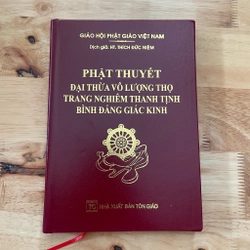 GIÁO HỘI PHẬT GIÁO VIỆT NAM
Dịch giả: HT. THÍCH ĐỨC NIỆM
PHẬT THUYẾT
ĐẠI THỪA VÔ LƯỢNG THỌ
TRANG NGHIÊM THANH TỊNH
BÌNH ĐẲNG GIÁC KINH
NHÀ XUẤT BẢN TÔN GIÁO